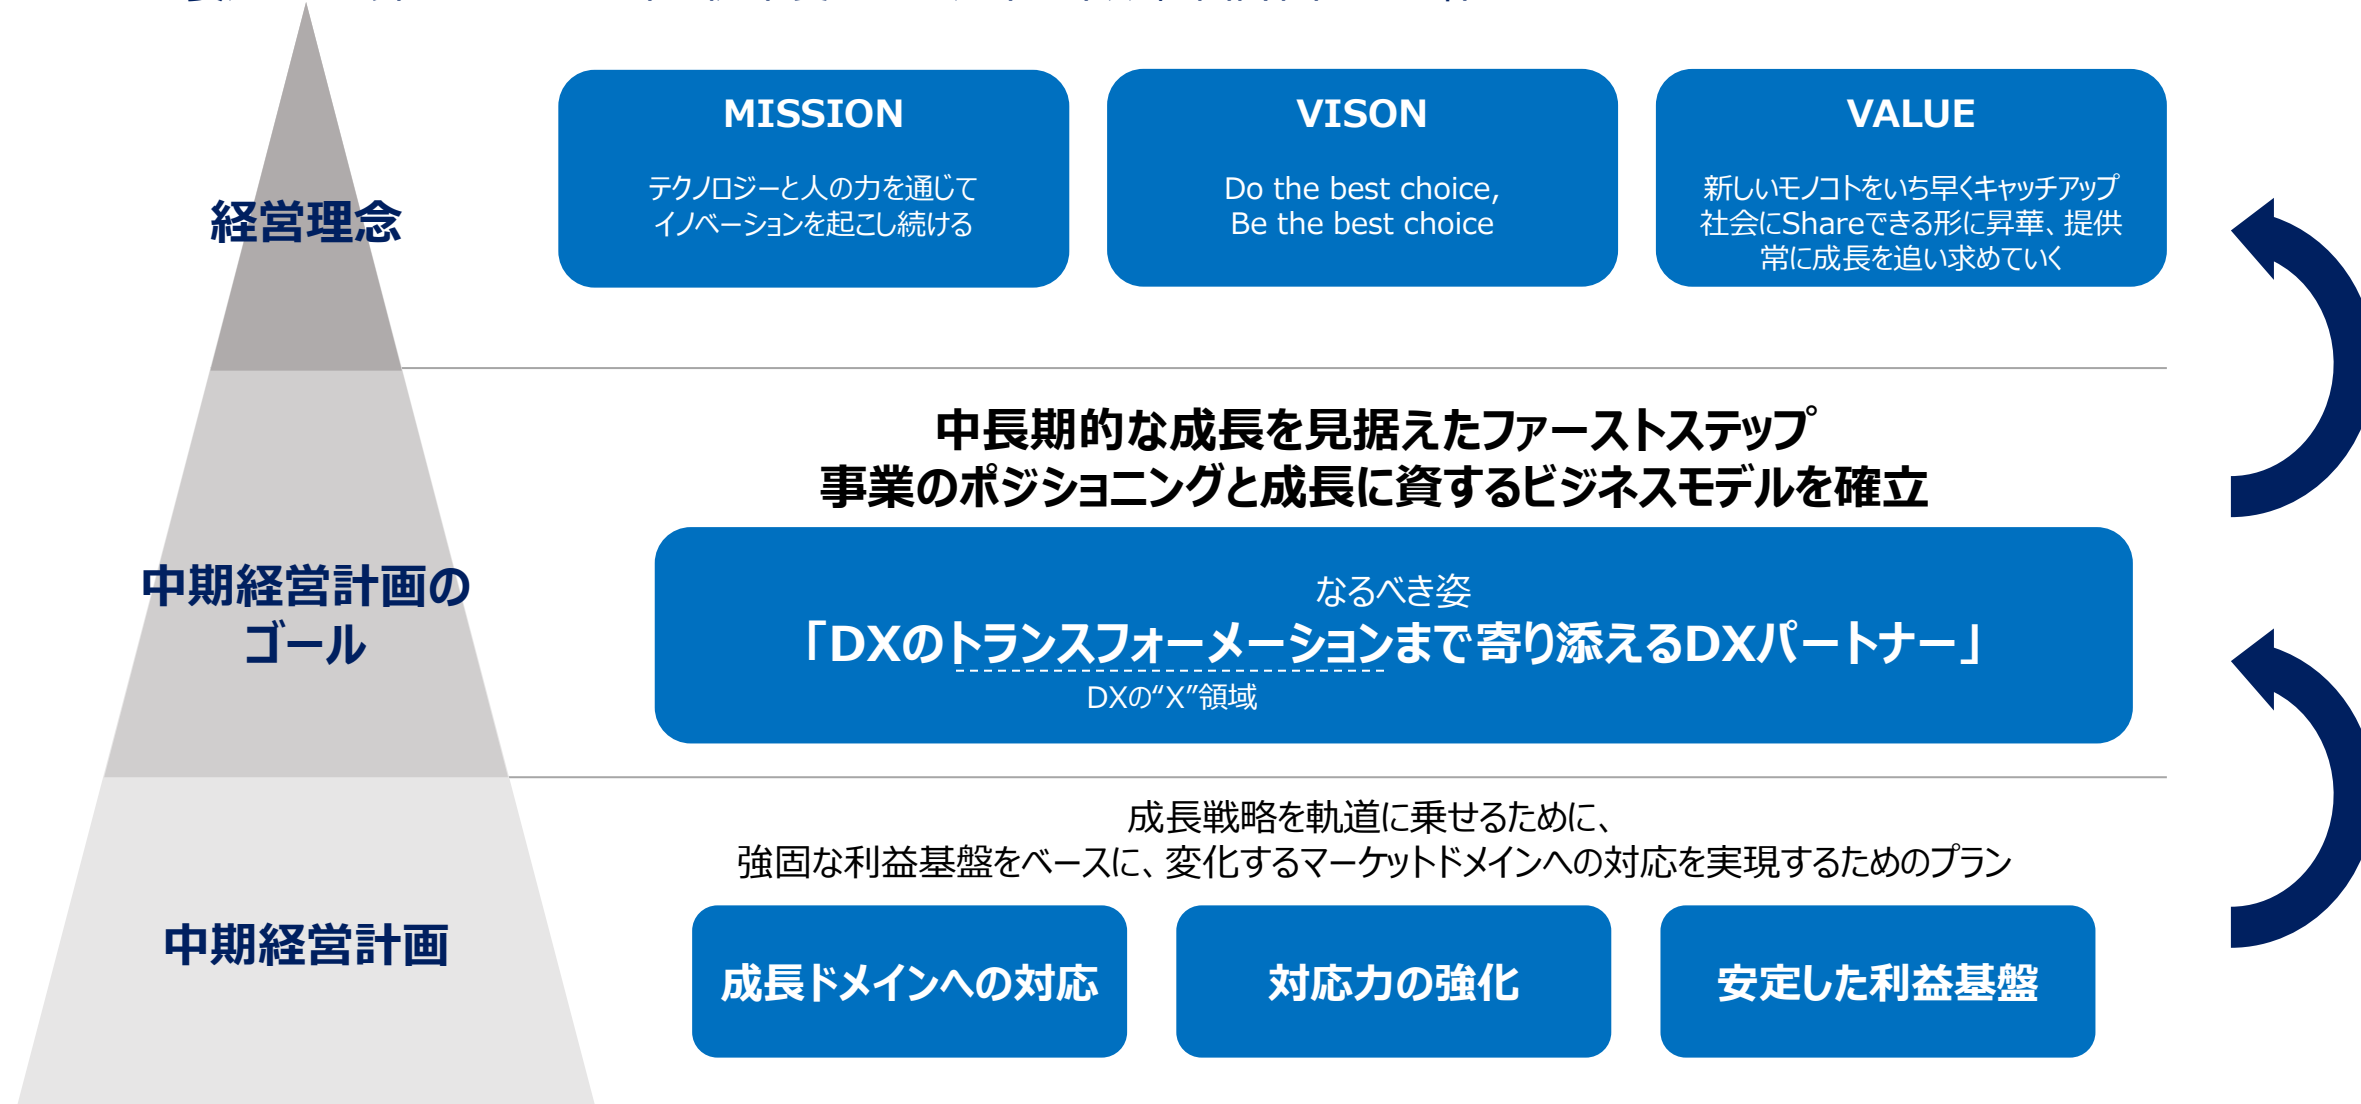 経営理念
MISSION
テクノロジーと人の力を通じて
イノベーションを起こし続ける
VISON
Do the best choice,
Be the best choice
VALUE
新しいモノコトをいち早くキャッチアップ
社会にShareできる形に昇華、提供
常に成長を追い求めていく
中期経営計画の
ゴール
中長期的な成長を見据えたファーストステップ
事業のポジショニングと成長に資するビジネスモデルを確立
なるべき姿
「DXのトランスフォーメーションまで寄り添えるDXパートナー」
DXの“X”領域
中期経営計画
成長戦略を軌道に乗せるために、
強固な利益基盤をベースに、変化するマーケットドメインへの対応を実現するためのプラン
成長ドメインへの対応
対応力の強化
安定した利益基盤